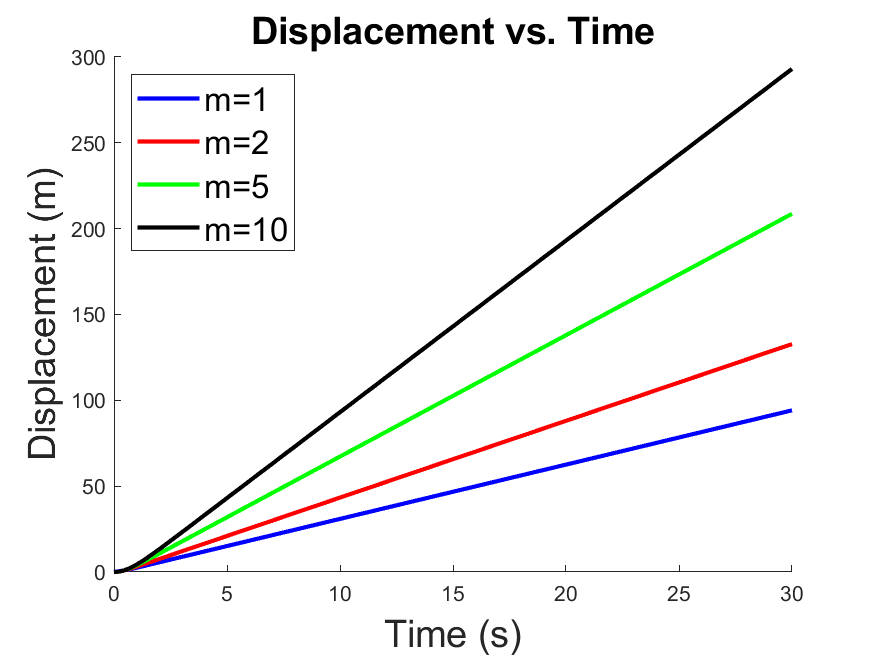 Displacement vs. Time
300
250
200
150
100
50
0
Displacement (m)
m=1
m=2
m=5
m=10
0 5 10 15 20 25 30
Time (s)